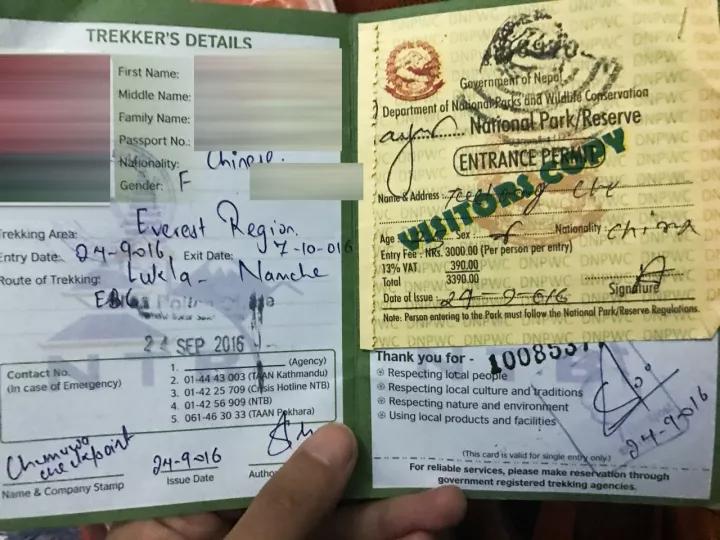 TREKKER'S DETAILS
First Name:
Middle Name:
Family Name:
Passport No.:
Nationality:
Gender: F
Trekking Area: Everest Region
Entry Date: 24-9-016 Exit Date: 7-10-016
Route of Trekking: Lukla - Namche
EBC
24 SEP 2016
Contact No.
(In case of Emergency)
1. (Agency)
2. 01-44 43 003 (TAAN Kathmandu)
3. 01-42 25 709 (Crisis Hotline NTB)
4. 01-42 56 909 (NTB)
5. 061-46 30 33 (TAAN Pokhara)
checkpoint
24-9-016
Name & Company Stamp
Issue Date
DNPWC
Government of Nepal
Department of National Parks and Wildlife Conservation
National Park/Reserve
ENTRANCE PERMIT
VISITORS COPY
Name & Address :
Age Sex : F Nationality : China
Entry Fee : NRs. 3000.00 (Per person per entry)
13% VAT 390.00
Total 3390.00
Date of Issue : 24-9-016
Signature
Note: Person entering to the Park must follow the National Park/Reserve Regulations.
Thank you for -
Respecting local people
Respecting local culture and traditions
Respecting nature and environment
Using local products and facilities
24-9-016
(This card is valid for single entry only)
For reliable services, please make reservation through
government registered trekking agencies.